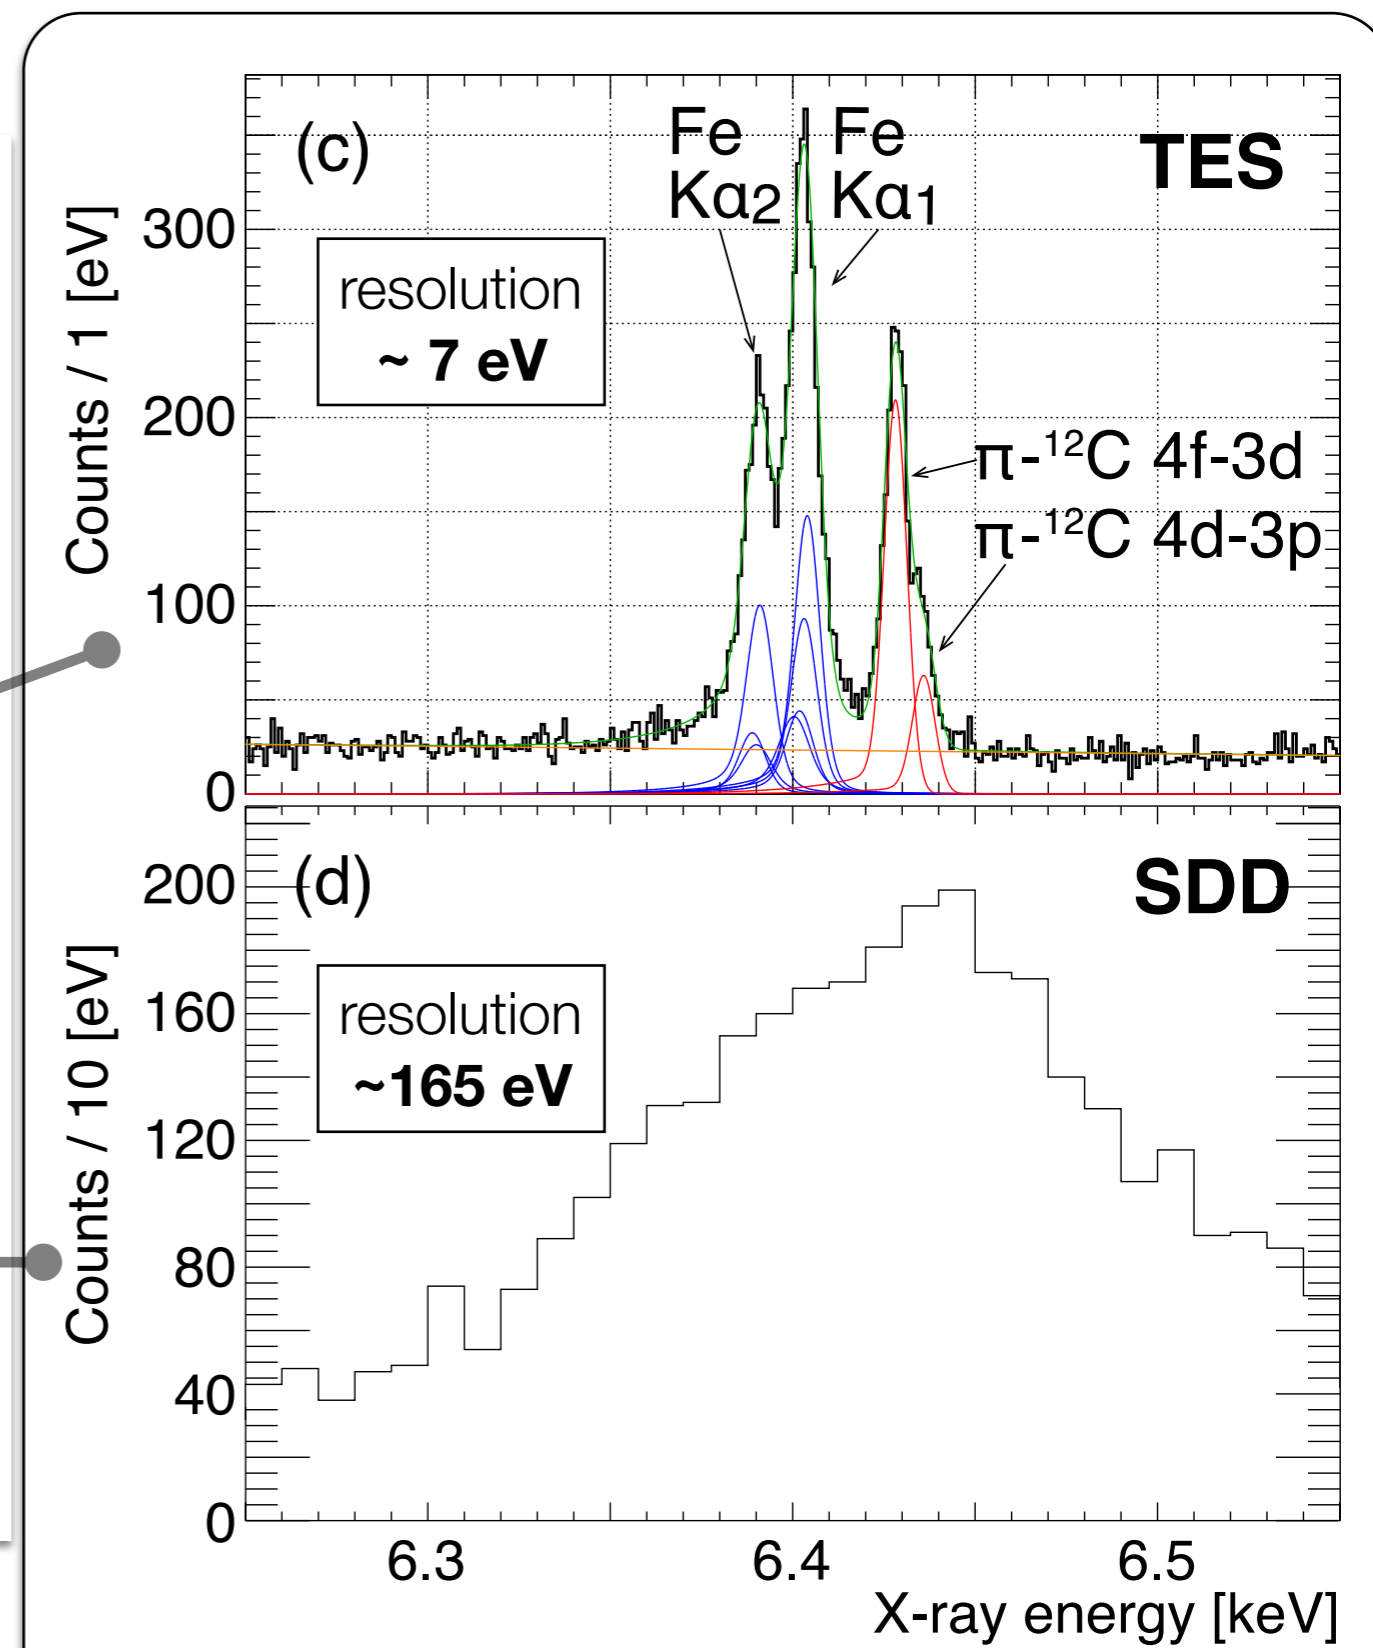 (c)
Fe
Kα2
Fe
Kα1
TES
resolution
~ 7 eV
π-¹²C 4f-3d
π-¹²C 4d-3p
Counts / 1 [eV]
300
200
100
0
(d)
SDD
resolution
~165 eV
Counts / 10 [eV]
200
160
120
80
40
0
6.3 6.4 6.5
X-ray energy [keV]